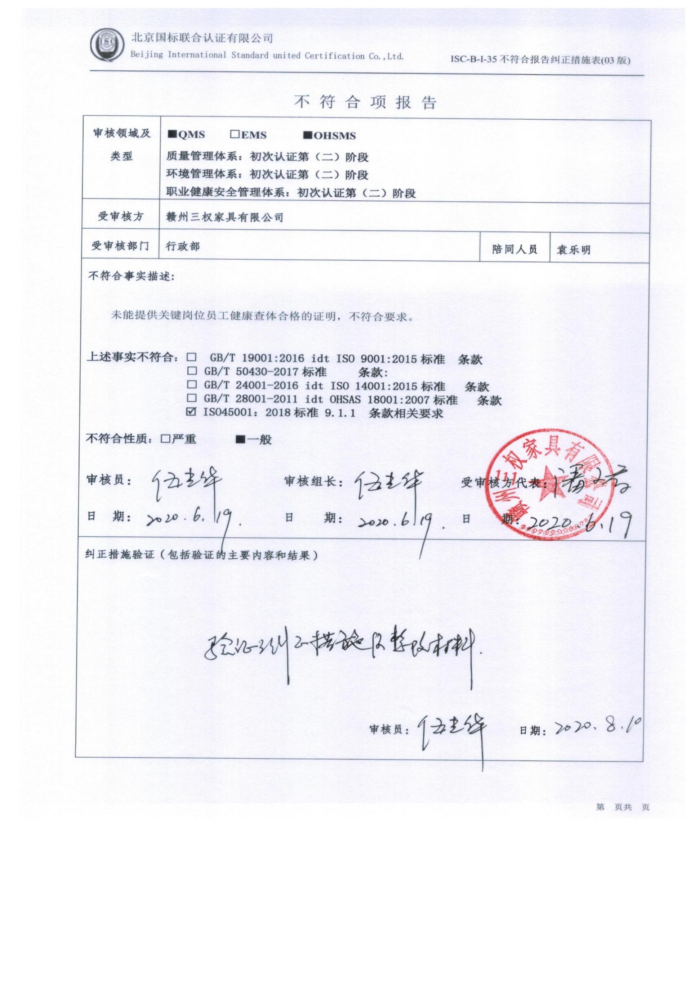 北京国标联合认证有限公司
Beijing International Standard united Certification Co.,Ltd.
ISC-B-I-35 不符合报告纠正措施表(03 版)
不符合项报告
审核领域及类型
■QMS □EMS ■OHSMS
质量管理体系：初次认证第（二）阶段
环境管理体系：初次认证第（二）阶段
职业健康安全管理体系：初次认证第（二）阶段
受审核方 赣州三权家具有限公司
受审核部门 行政部 陪同人员 袁乐明
不符合事实描述:
未能提供关键岗位员工健康查体合格的证明，不符合要求。
上述事实不符合：□ GB/T 19001:2016 idt ISO 9001:2015 标准 条款
□ GB/T 50430-2017 标准 条款:
□ GB/T 24001-2016 idt ISO 14001:2015 标准 条款
□ GB/T 28001-2011 idt OHSAS 18001:2007 标准 条款
☑ ISO45001：2018 标准 9.1.1 条款相关要求
不符合性质：□严重 ■一般
赣州三权家具有限公司
审核员： 审核组长： 受审核方代表：
日 期：2020.6.19. 日 期：2020.6.19. 日 期：2020.6.19
纠正措施验证（包括验证的主要内容和结果）
验证纠正措施及整改材料.
审核员： 日期：2020.8.10
第 页共 页